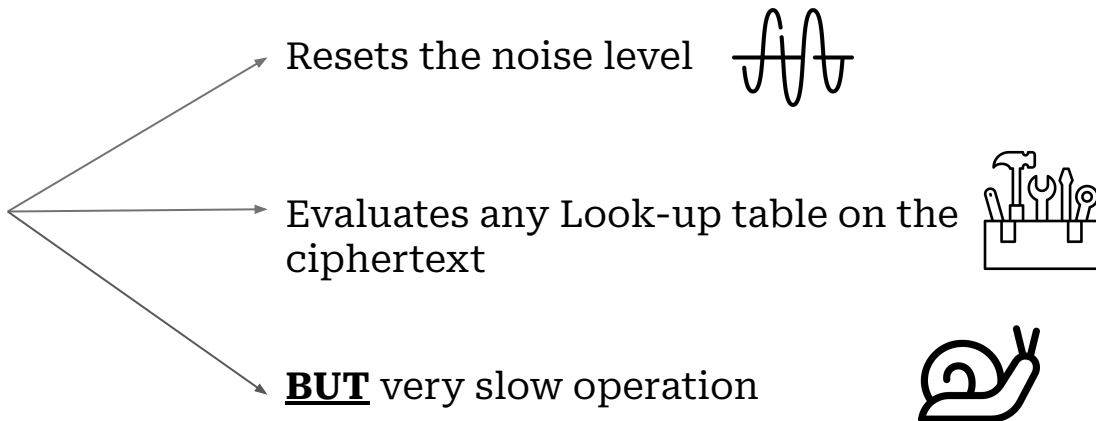 Resets the noise level
Evaluates any Look-up table on the
ciphertext
BUT very slow operation